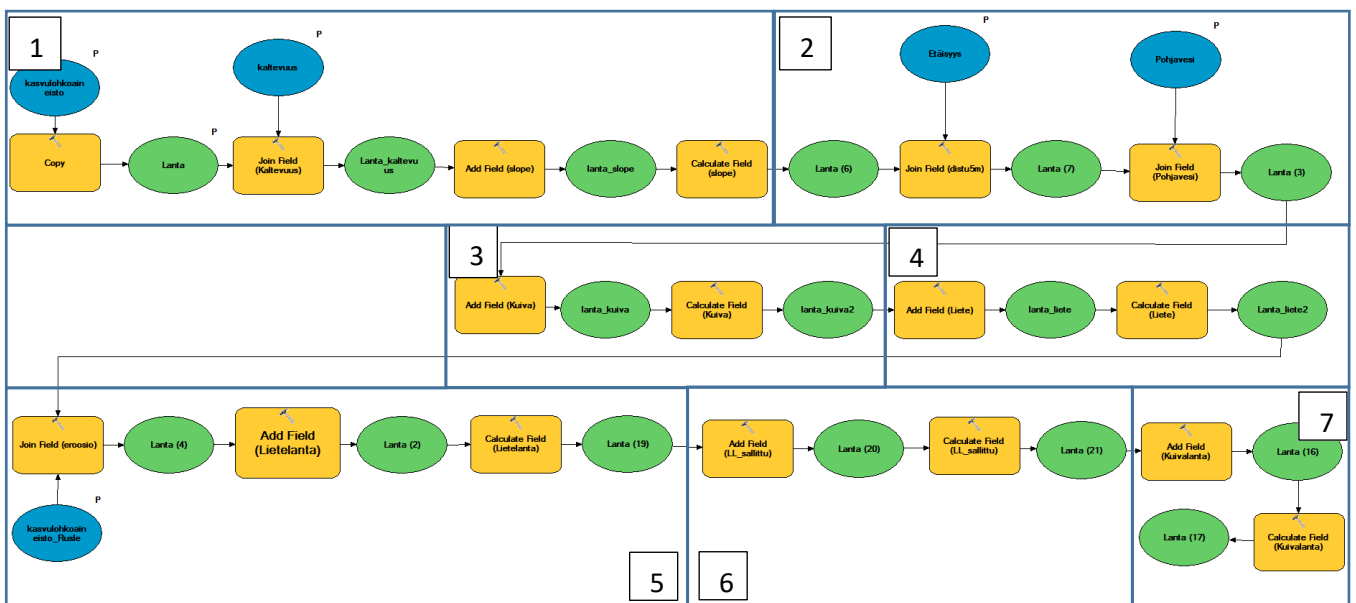 1
P
kasvulohkoain
eisto
Copy
Lanta
P
kaltevuus
P
Join Field
(Kaltevuus)
Lanta_kaltevu
us
Add Field (slope)
lanta_slope
Calculate Field
(slope)
2
Lanta (6)
P
Etäisyys
Join Field (distu5m)
Lanta (7)
P
Pohjavesi
Join Field
(Pohjavesi)
Lanta (3)
3
Add Field (Kuiva)
lanta_kuiva
Calculate Field
(Kuiva)
lanta_kuiva2
4
Add Field (Liete)
lanta_liete
Calculate Field
(Liete)
Lanta_liete2
Join Field (eroosio)
P
kasvulohkoain
eisto_Rusle
Lanta (4)
Add Field
(Lietelanta)
Lanta (2)
Calculate Field
(Lietelanta)
Lanta (19)
5
Add Field
(LL_sallittu)
Lanta (20)
Calculate Field
(LL_sallittu)
Lanta (21)
6
7
Add Field
(Kuivalanta)
Lanta (16)
Calculate Field
(Kuivalanta)
Lanta (17)